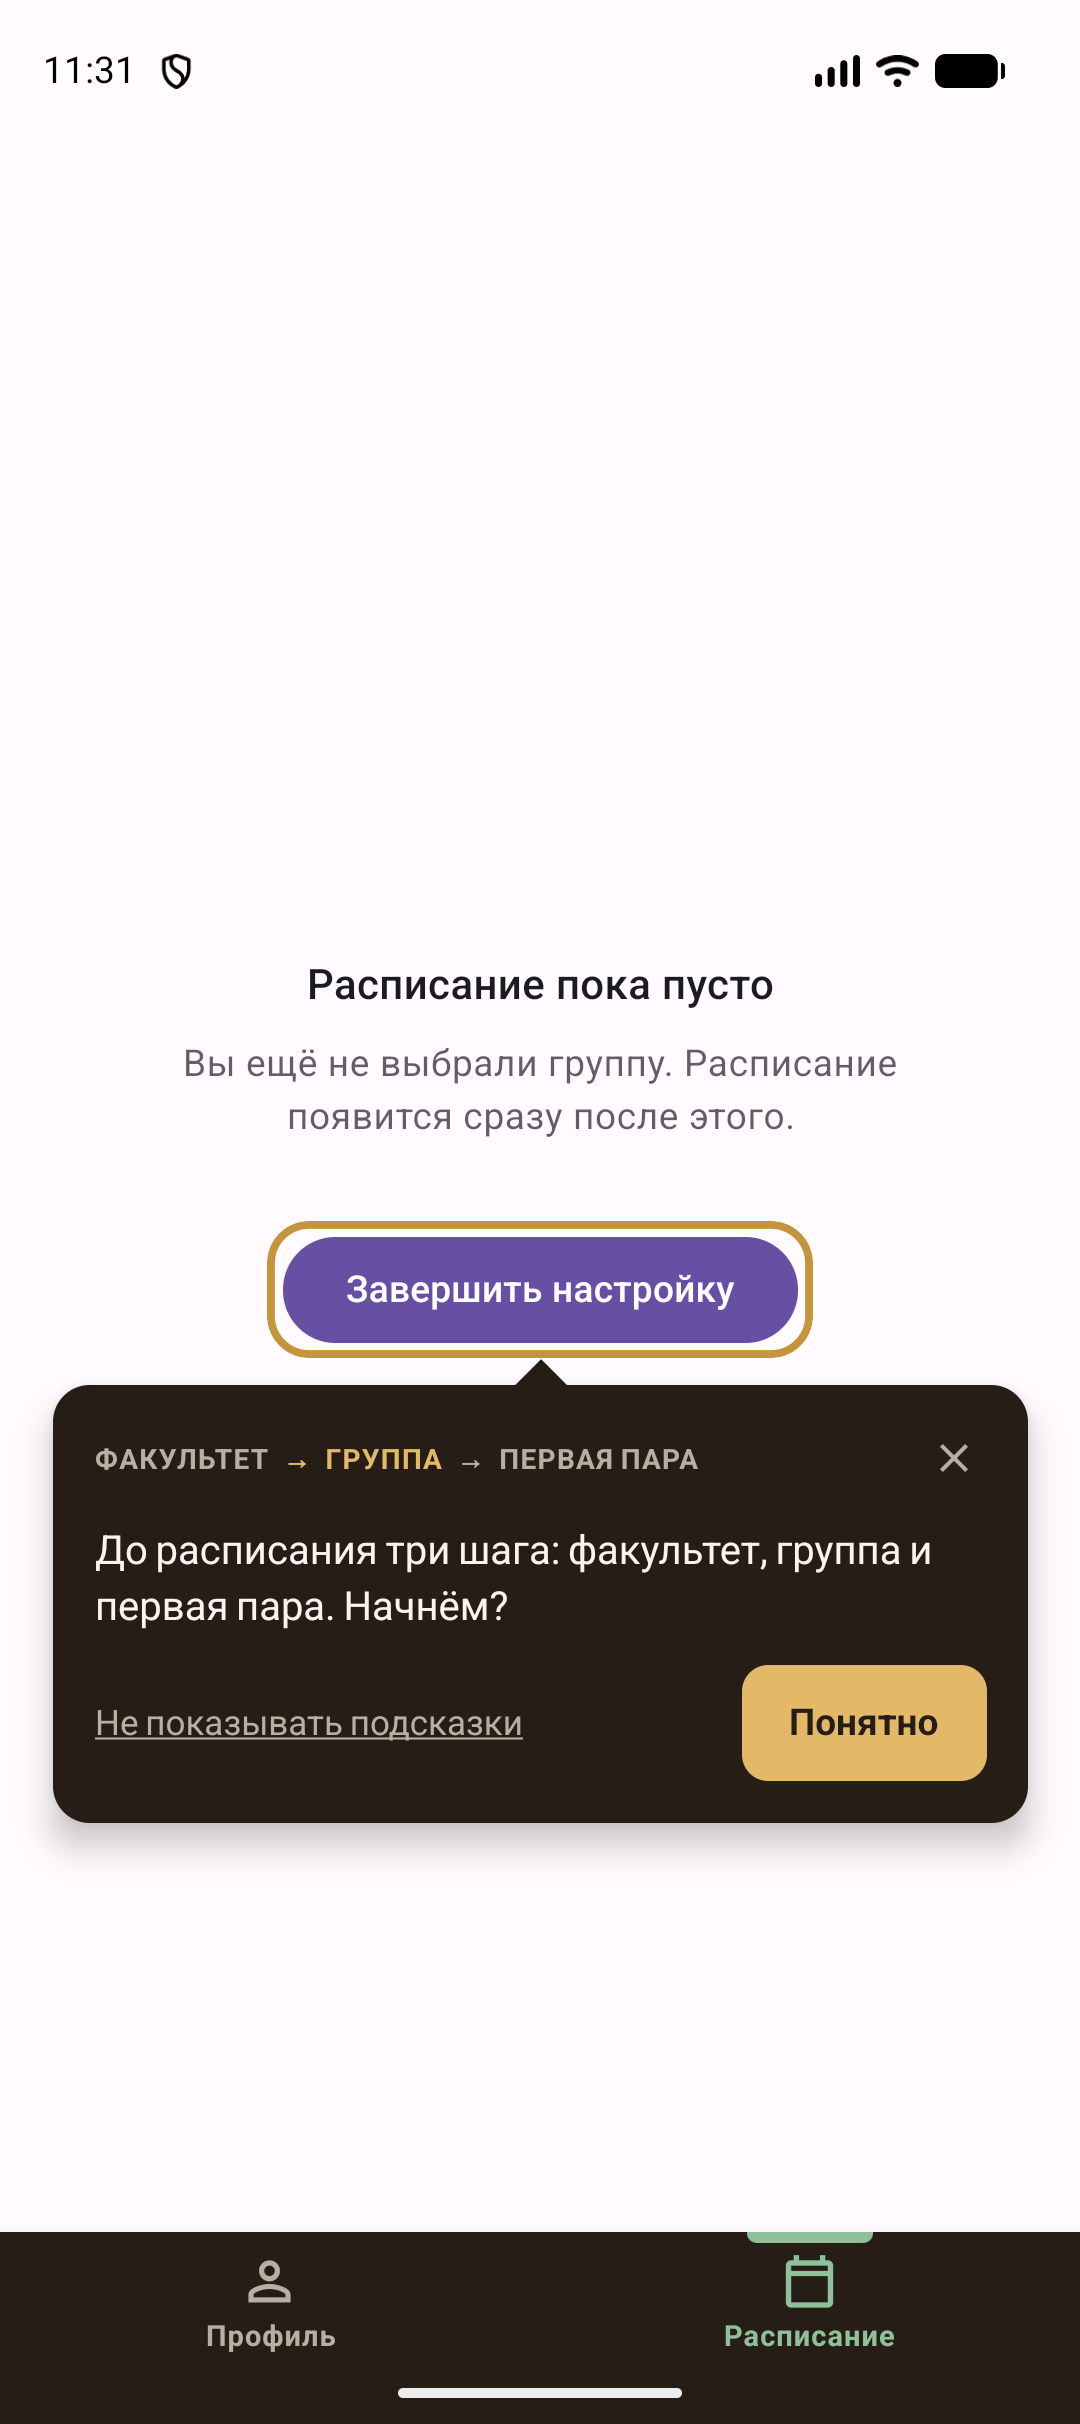 11:31
Расписание пока пусто
Вы ещё не выбрали группу. Расписание
появится сразу после этого.
Завершить настройку
ФАКУЛЬТЕТ → ГРУППА → ПЕРВАЯ ПАРА
До расписания три шага: факультет, группа и
первая пара. Начнём?
Не показывать подсказки
Понятно
Профиль
Расписание